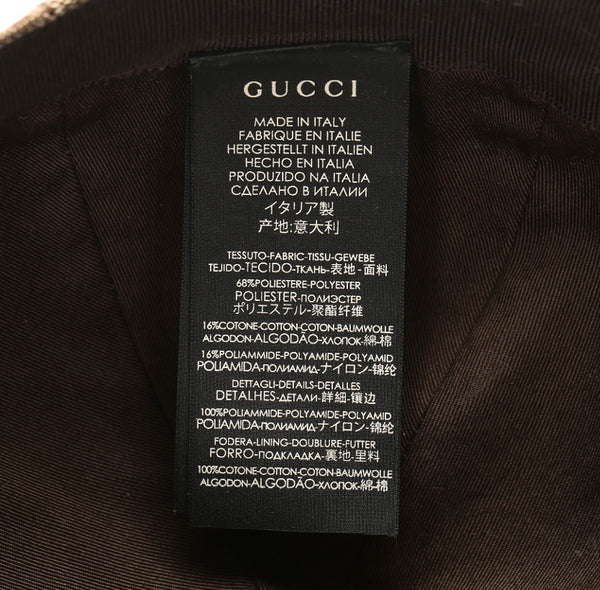 GUCCI
MADE IN ITALY
FABRIQUE EN ITALIE
HERGESTELLT IN ITALIEN
HECHO EN ITALIA
PRODUZIDO NA ITALIA
СДЕЛАНО В ИТАЛИИ
イタリア製
产地:意大利
TESSUTO-FABRIC-TISSU-GEWEBE
TEJIDO-TECIDO-ТКАНЬ-表地-面料
68%POLIESTERE-POLYESTER
POLIESTER-ПОЛИЭСТЕР
ポリエステル-聚酯纤维
16%COTONE-COTTON-COTON-BAUMWOLLE
ALGODON-ALGODÃO-ХЛОПОК-綿-棉
16%POLIAMMIDE-POLYAMIDE-POLYAMID
POLIAMIDA-ПОЛИАМИД-ナイロン-锦纶
DETTAGLI-DETAILS-DETALLES
DETALHES-ДЕТАЛИ-詳細-镶边
100%POLIAMMIDE-POLYAMIDE-POLYAMID
POLIAMIDA-ПОЛИАМИД-ナイロン-锦纶
FODERA-LINING-DOUBLURE-FUTTER
FORRO-ПОДКЛАДКА-裏地-里料
100%COTONE-COTTON-COTON-BAUMWOLLE
ALGODON-ALGODÃO-ХЛОПОК-綿-棉